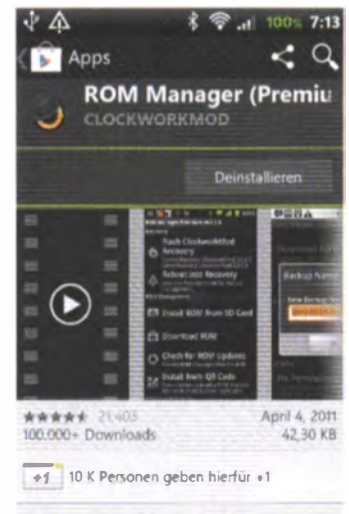 100% 7:13
Apps
ROM Manager (Premiu
CLOCKWORKMOD
Deinstallieren
Flash ClockworkMod
Recovery
Reboot into Recovery
Install ROM from SD Card
Download ROM
Check for ROM Updates
Install from QR Code
Backup Name
21.403
April 4, 2011
100.000+ Downloads
42,30 KB
+1
10 K Personen geben hierfür +1